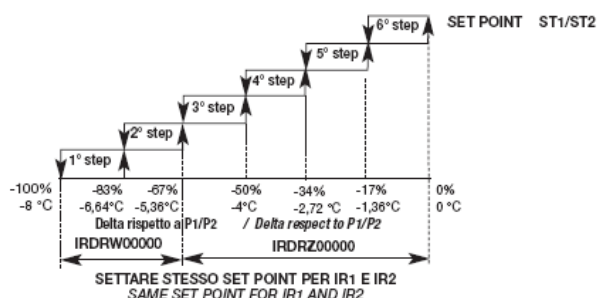 6° step SET POINT ST1/ST2
5° step
4° step
3° step
2° step
1° step
-100% -83% -67% -50% -34% -17% 0%
-8 °C -6,64°C -5,36°C -4°C -2,72 °C -1,36°C 0 °C
Delta rispetto a P1/P2 / Delta respect to P1/P2
IRDRW00000 IRDRZ00000
SETTARE STESSO SET POINT PER IR1 E IR2
SAME SET POINT FOR IR1 AND IR2